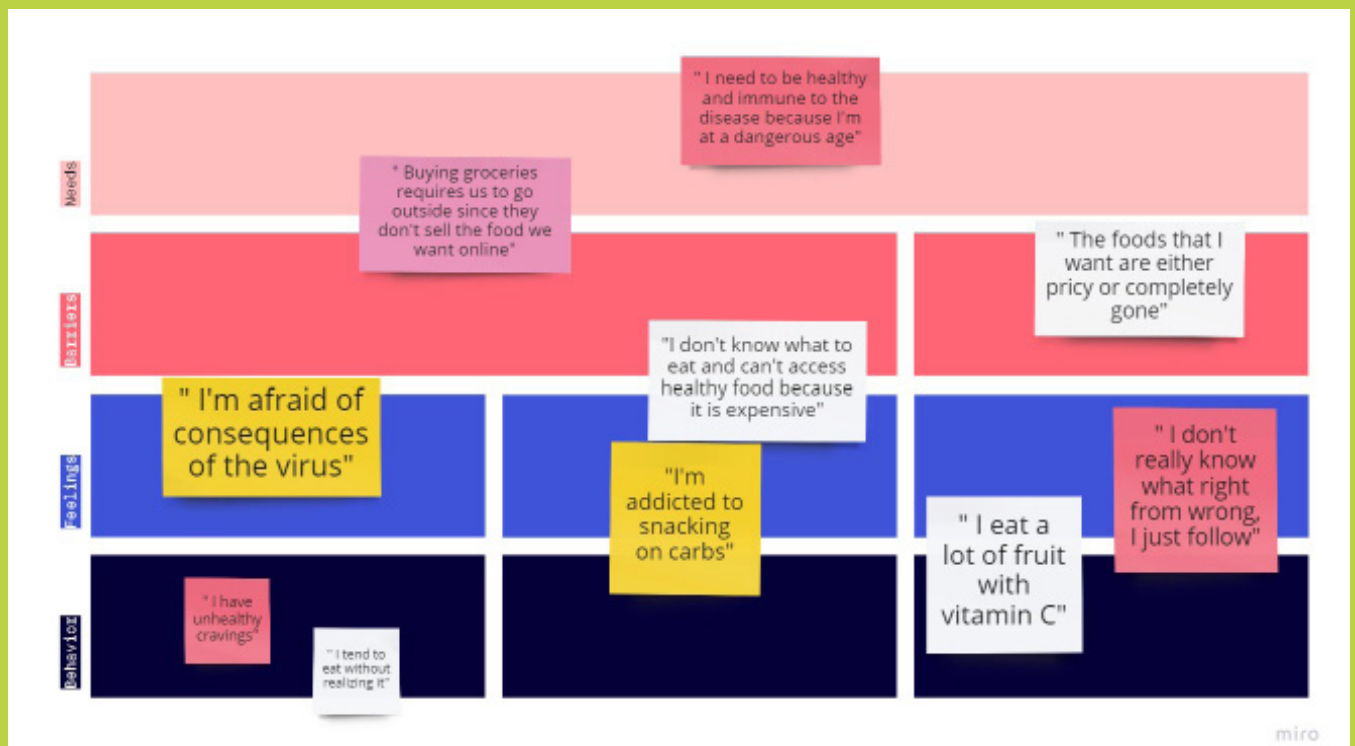 " I need to be healthy
and immune to the
disease because I'm
at a dangerous age"
Needs
" Buying groceries
requires us to go
outside since they
don't sell the food we
want online"
" The foods that I
want are either
pricy or completely
gone"
Barriers
"I don't know what to
eat and can't access
healthy food because
it is expensive"
" I'm afraid of
consequences
of the virus"
"I'm
addicted to
snacking
on carbs"
" I don't
really know
what right
from wrong,
I just follow"
Feelings
" I eat a
lot of fruit
with
vitamin C"
" I have
unhealthy
cravings"
" I tend to
eat without
realizing it"
Behavior
miro